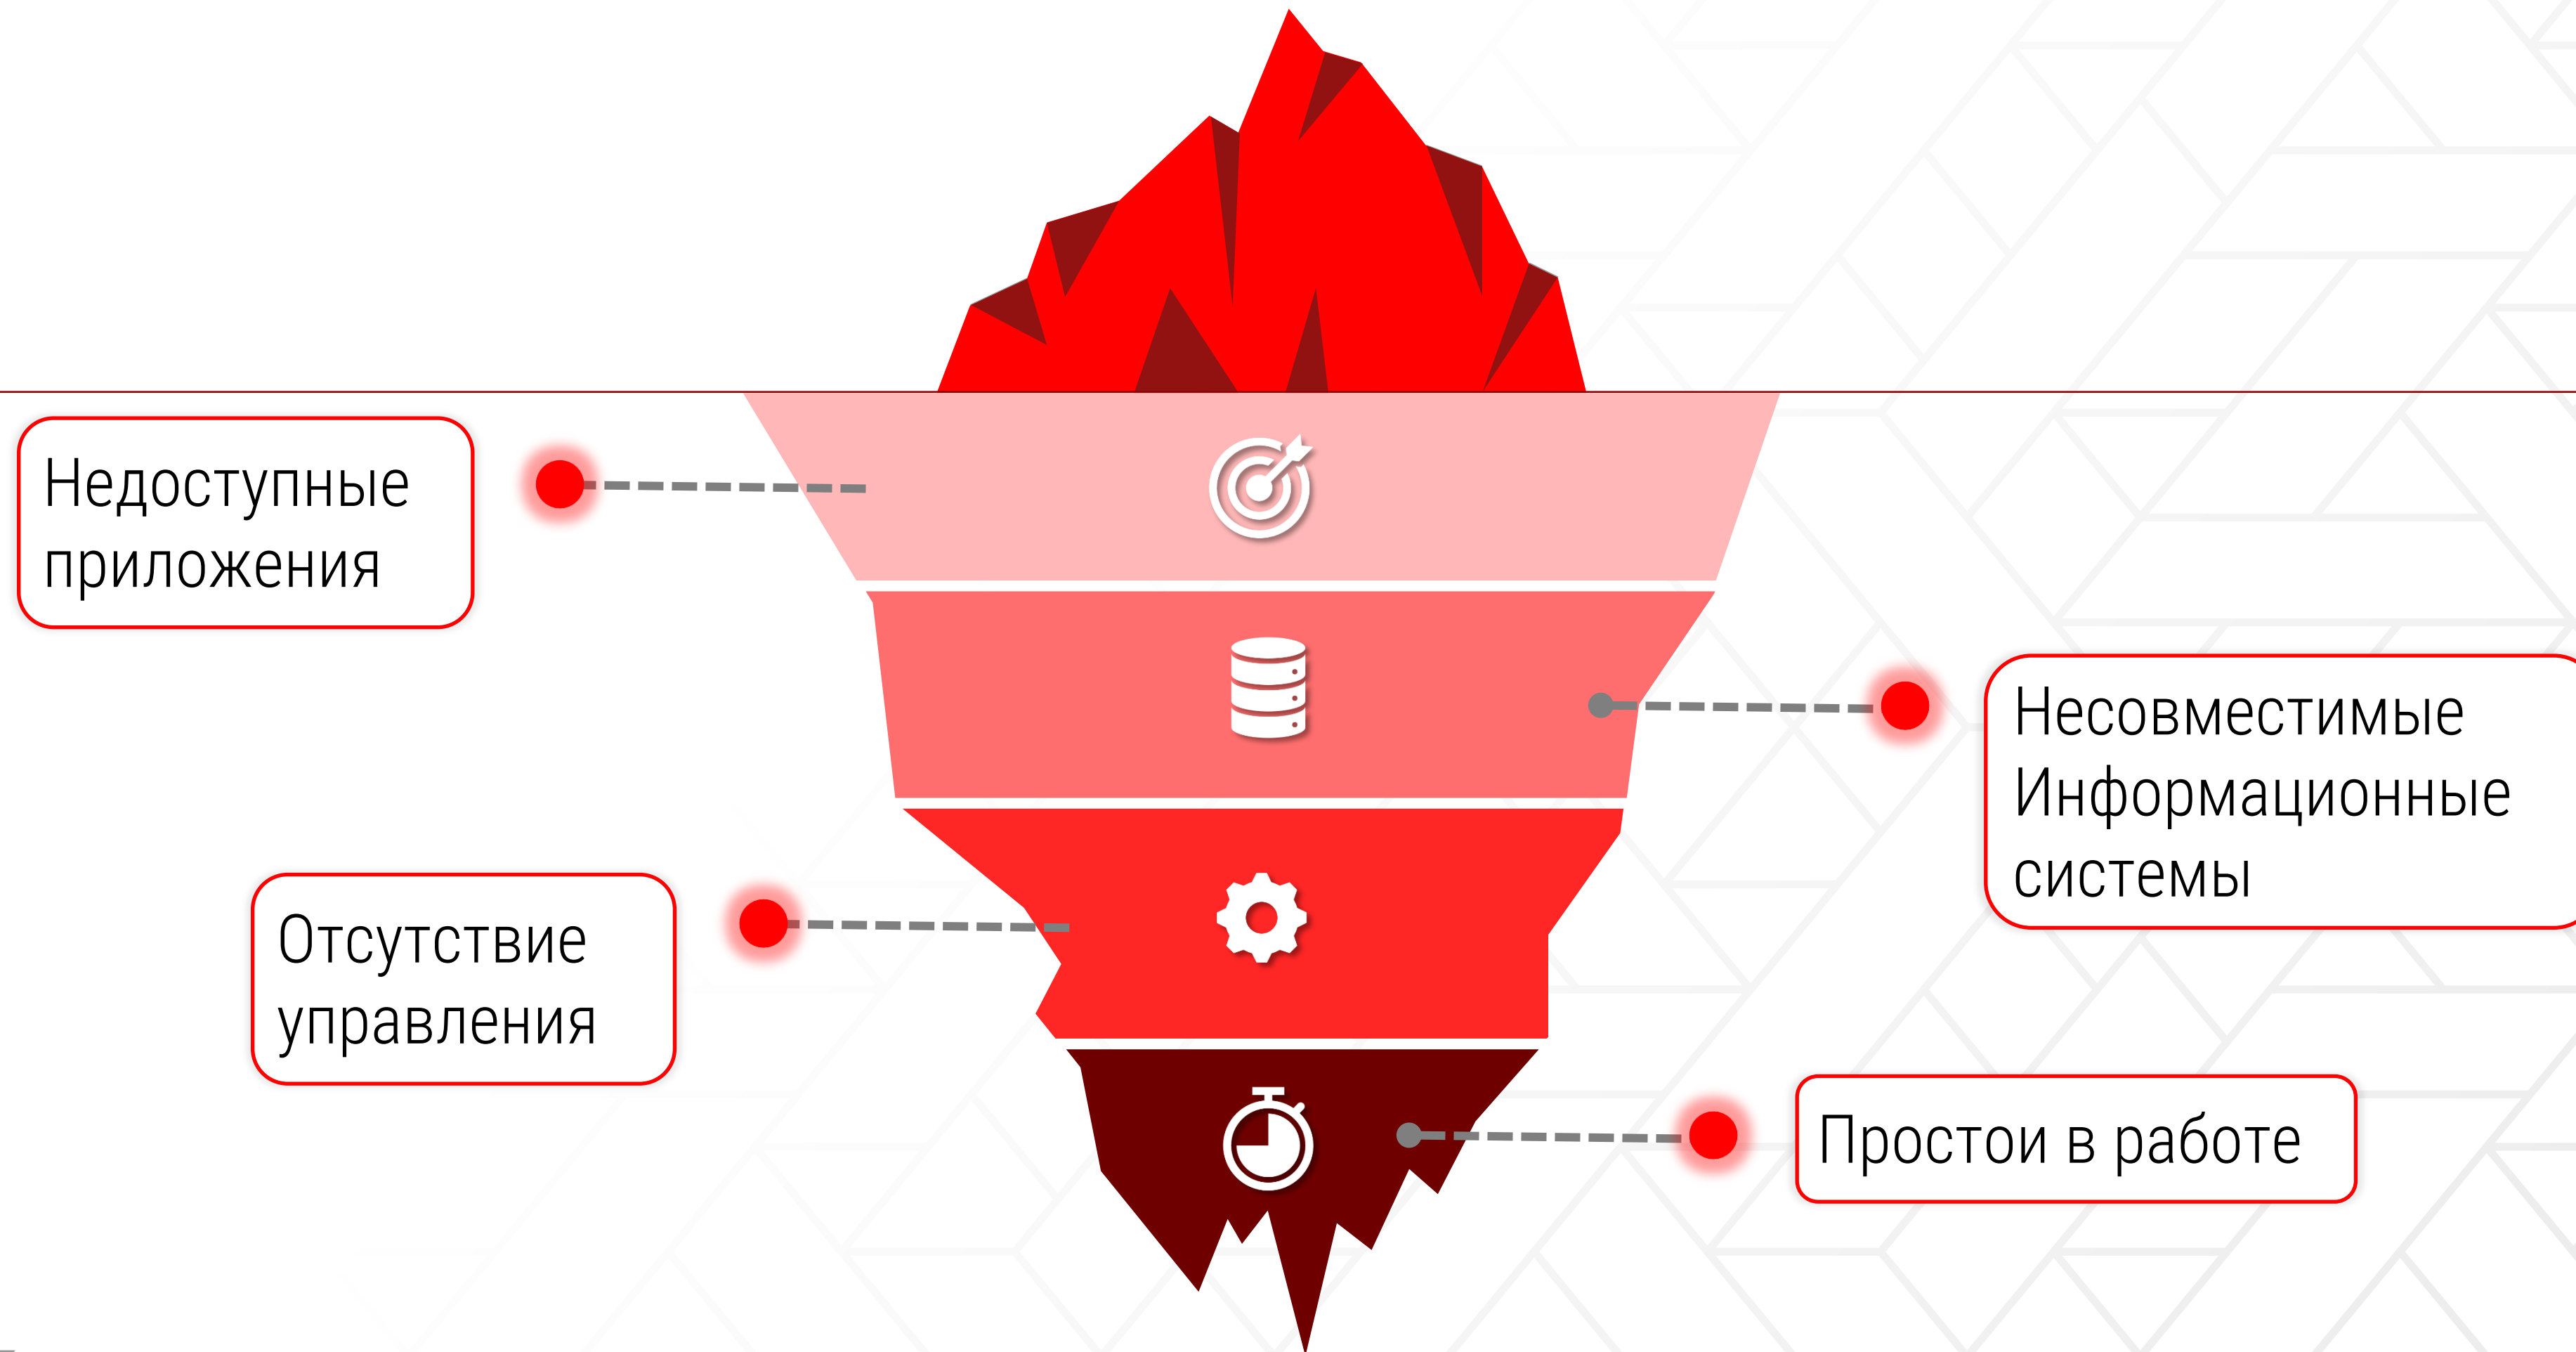 Недоступные
приложения
Несовместимые
Информационные
системы
Отсутствие
управления
Простои в работе